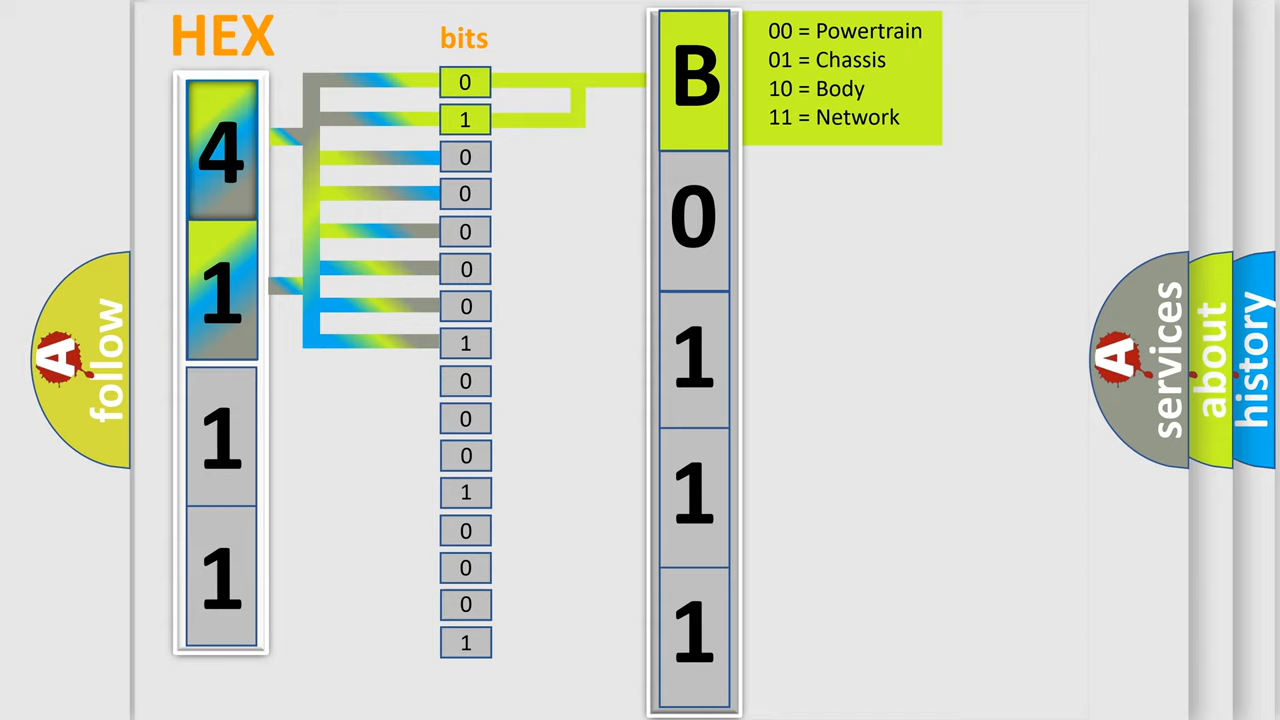 HEX
bits
4
1
1
1
0
1
0
0
0
0
0
1
0
0
0
1
0
0
0
1
B
0
1
1
1
00 = Powertrain
01 = Chassis
10 = Body
11 = Network
A
follow
A
services
about
history